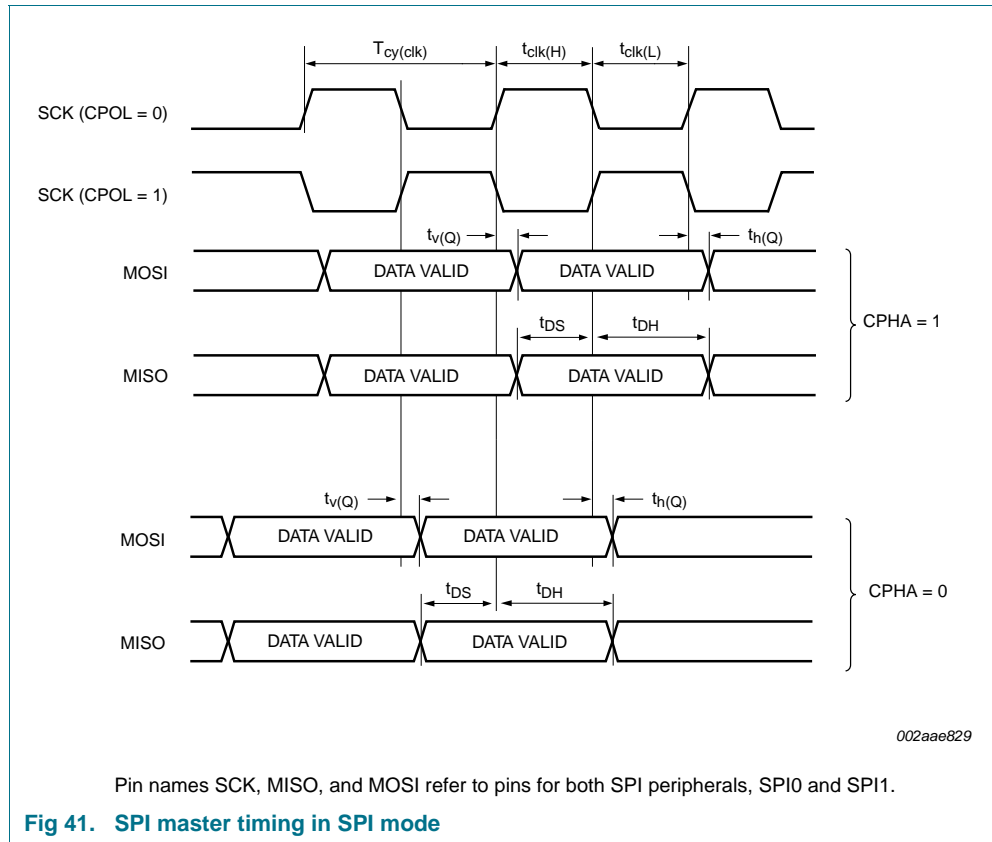 Tcy(clk) tclk(H) tclk(L)
SCK (CPOL = 0)
SCK (CPOL = 1)
tv(Q) th(Q)
MOSI DATA VALID DATA VALID
CPHA = 1
tDS tDH
MISO DATA VALID DATA VALID
tv(Q) th(Q)
MOSI DATA VALID DATA VALID
tDS tDH
CPHA = 0
MISO DATA VALID DATA VALID
002aae829
Pin names SCK, MISO, and MOSI refer to pins for both SPI peripherals, SPI0 and SPI1.
Fig 41. SPI master timing in SPI mode